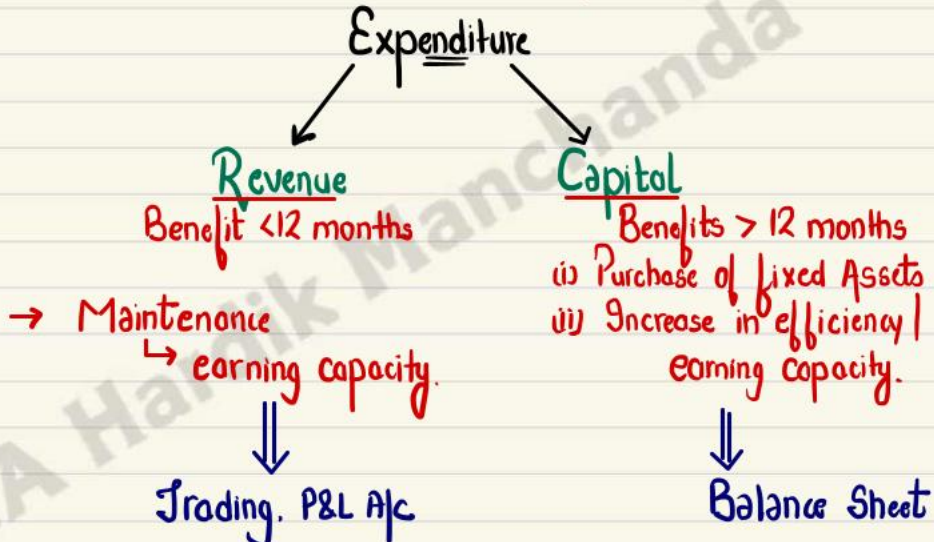 Expenditure
Revenue
Benefit <12 months
→ Maintenance
↳ earning capacity.
Trading, P&L A/c
Capital
Benefits > 12 months
(i) Purchase of fixed Assets
(ii) Increase in efficiency /
earning capacity.
Balance Sheet
CA Hardik Manchanda